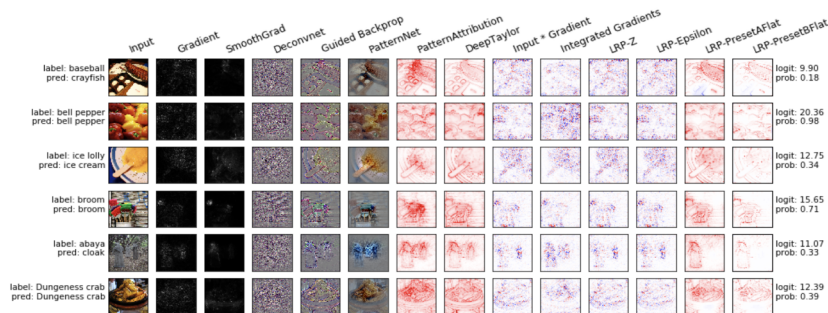 Input
Gradient
SmoothGrad
Deconvnet
Guided Backprop
PatternNet
PatternAttribution
DeepTaylor
Input * Gradient
Integrated Gradients
LRP-Z
LRP-Epsilon
LRP-PresetAFlat
LRP-PresetBFlat
label: baseball
pred: crayfish
logit: 9.90
prob: 0.18
label: bell pepper
pred: bell pepper
logit: 20.36
prob: 0.98
label: ice lolly
pred: ice cream
logit: 12.75
prob: 0.34
label: broom
pred: broom
logit: 15.65
prob: 0.71
label: abaya
pred: cloak
logit: 11.07
prob: 0.33
label: Dungeness crab
pred: Dungeness crab
logit: 12.39
prob: 0.39